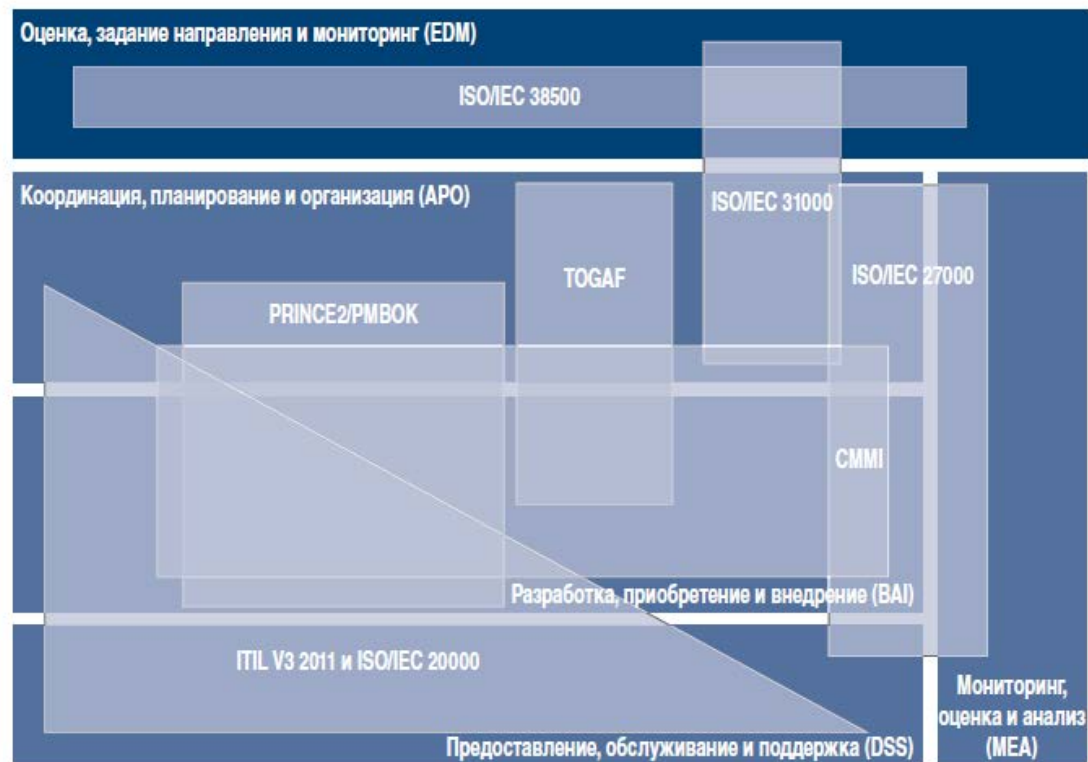 Оценка, задание направления и мониторинг (EDM)
ISO/IEC 38500
Координация, планирование и организация (APO)
ISO/IEC 31000
TOGAF
ISO/IEC 27000
PRINCE2/PMBOK
CMMI
Разработка, приобретение и внедрение (BAI)
ITIL V3 2011 и ISO/IEC 20000
Предоставление, обслуживание и поддержка (DSS)
Мониторинг,
оценка и анализ
(MEA)